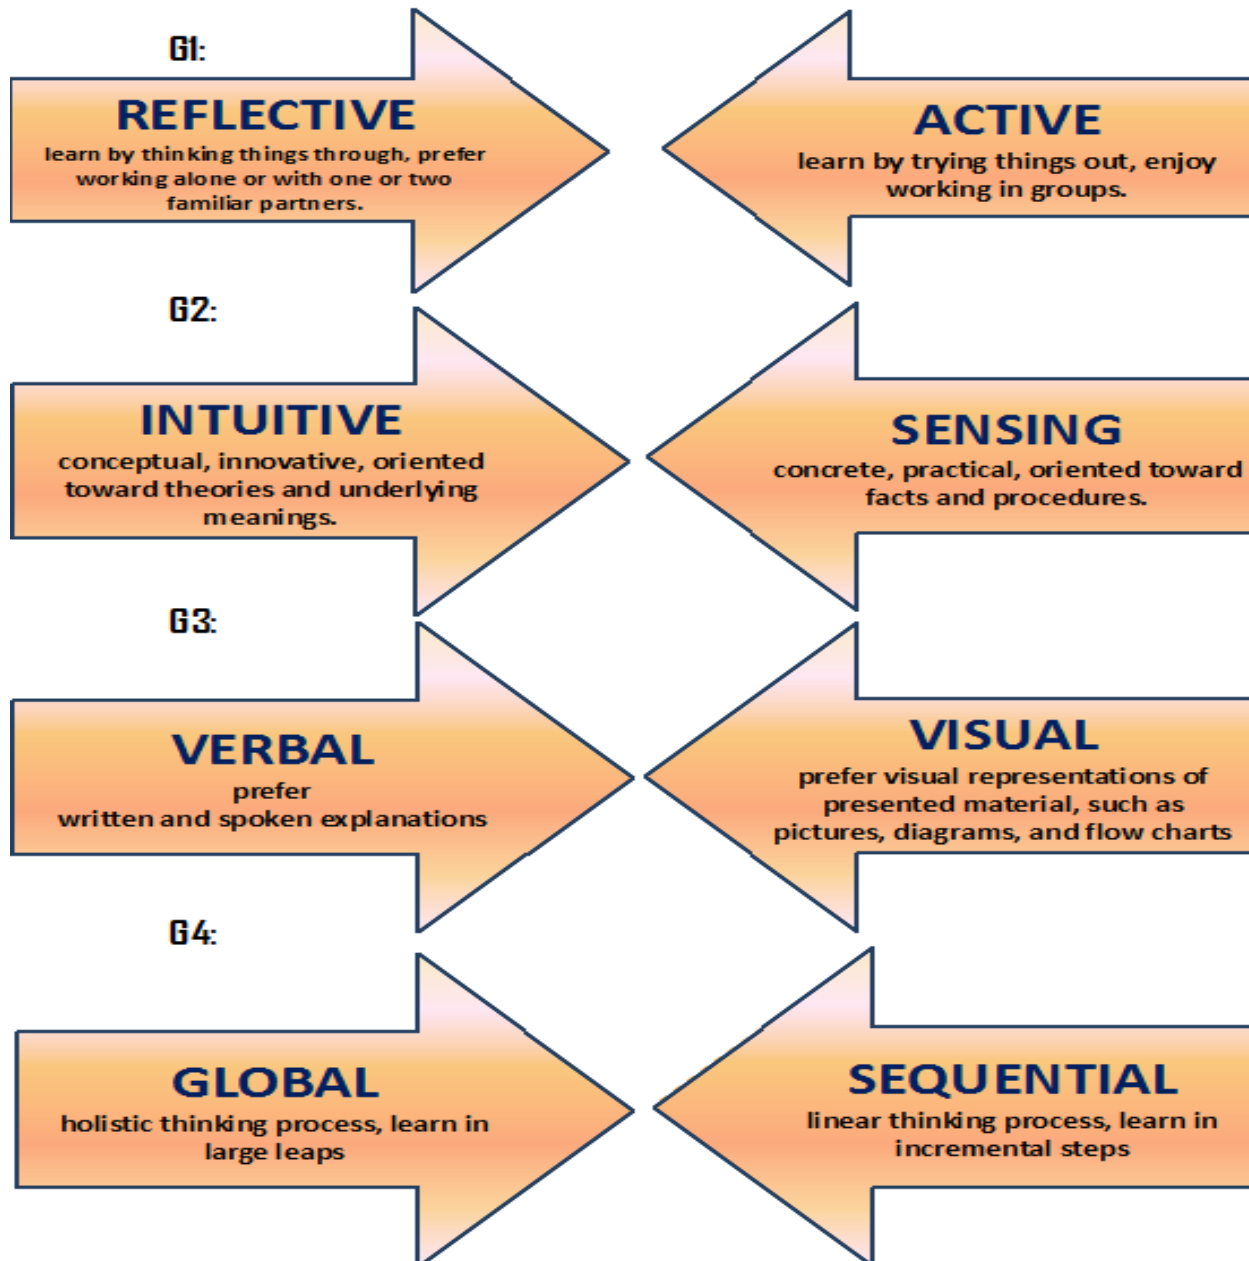 G1:
REFLECTIVE
learn by thinking things through, prefer
working alone or with one or two
familiar partners.
ACTIVE
learn by trying things out, enjoy
working in groups.
G2:
INTUITIVE
conceptual, innovative, oriented
toward theories and underlying
meanings.
SENSING
concrete, practical, oriented toward
facts and procedures.
G3:
VERBAL
prefer
written and spoken explanations
VISUAL
prefer visual representations of
presented material, such as
pictures, diagrams, and flow charts
G4:
GLOBAL
holistic thinking process, learn in
large leaps
SEQUENTIAL
linear thinking process, learn in
incremental steps